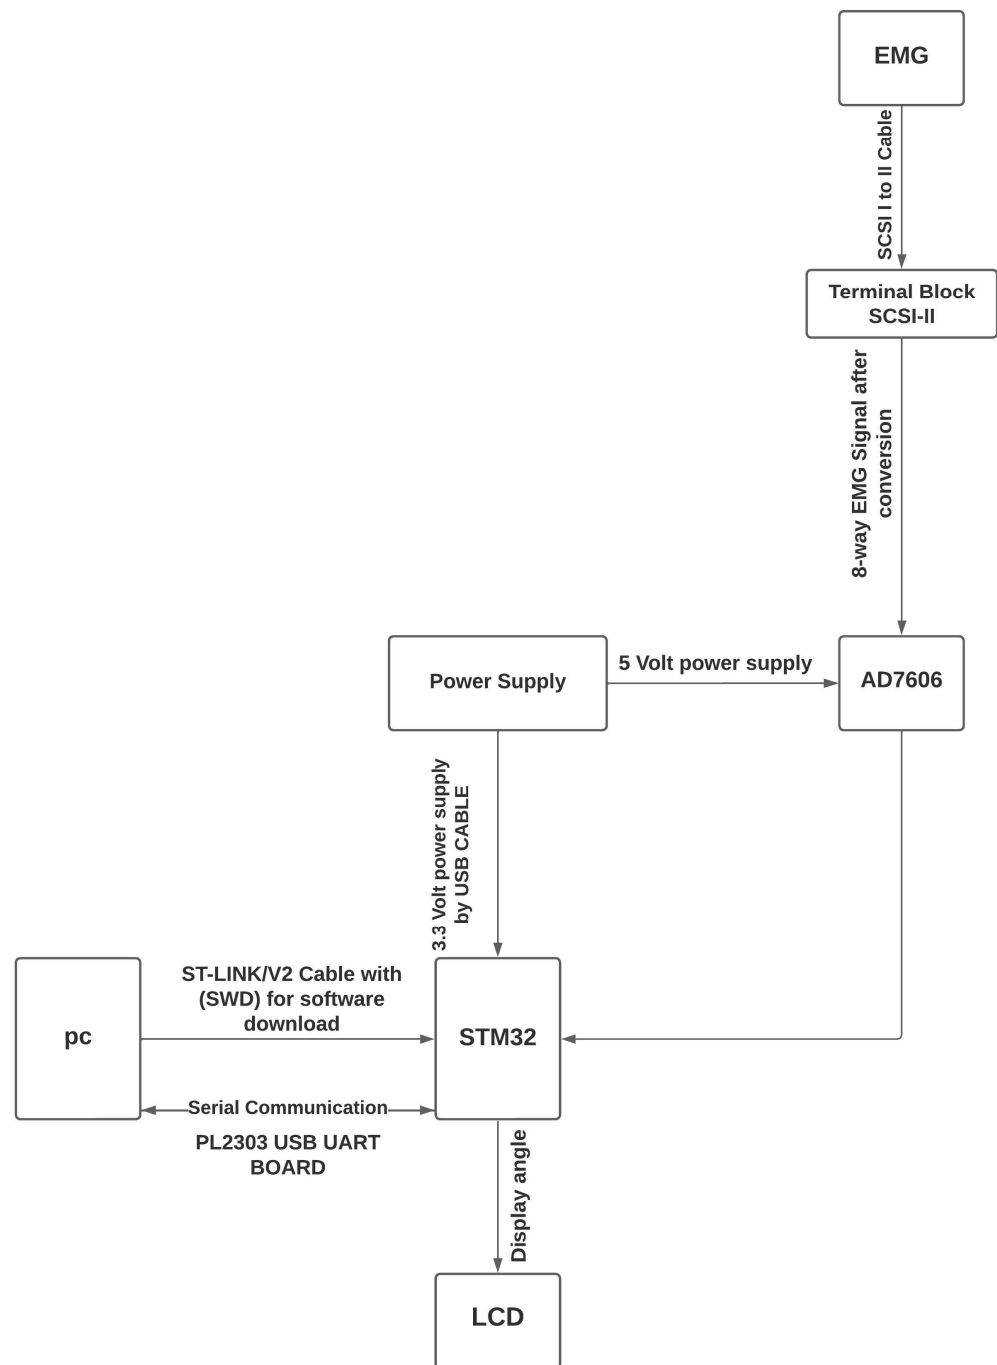 EMG
SCSI I to II Cable
Terminal Block
SCSI-II
8-way EMG Signal after
conversion
Power Supply
5 Volt power supply
AD7606
3.3 Volt power supply
by USB CABLE
pc
ST-LINK/V2 Cable with
(SWD) for software
download
STM32
Serial Communication
PL2303 USB UART
BOARD
Display angle
LCD